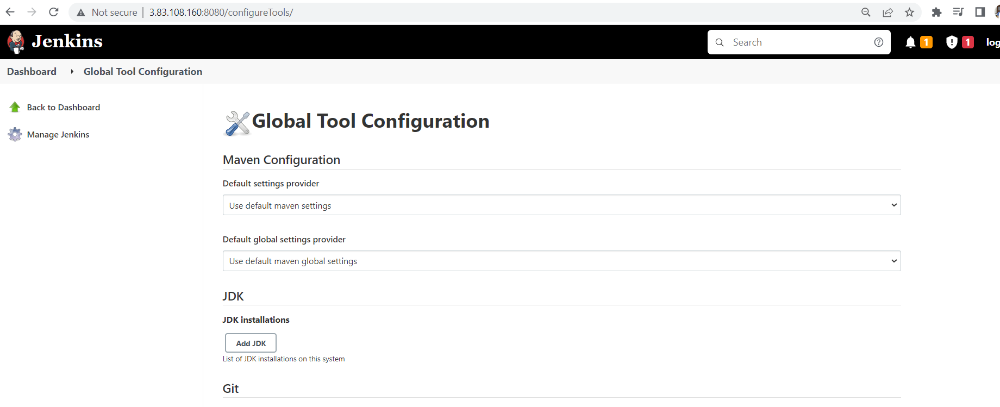 Not secure | 3.83.108.160:8080/configureTools/
Jenkins
Search
1
1
log
Dashboard
Global Tool Configuration
Back to Dashboard
Manage Jenkins
Global Tool Configuration
Maven Configuration
Default settings provider
Use default maven settings
Default global settings provider
Use default maven global settings
JDK
JDK installations
Add JDK
List of JDK installations on this system
Git